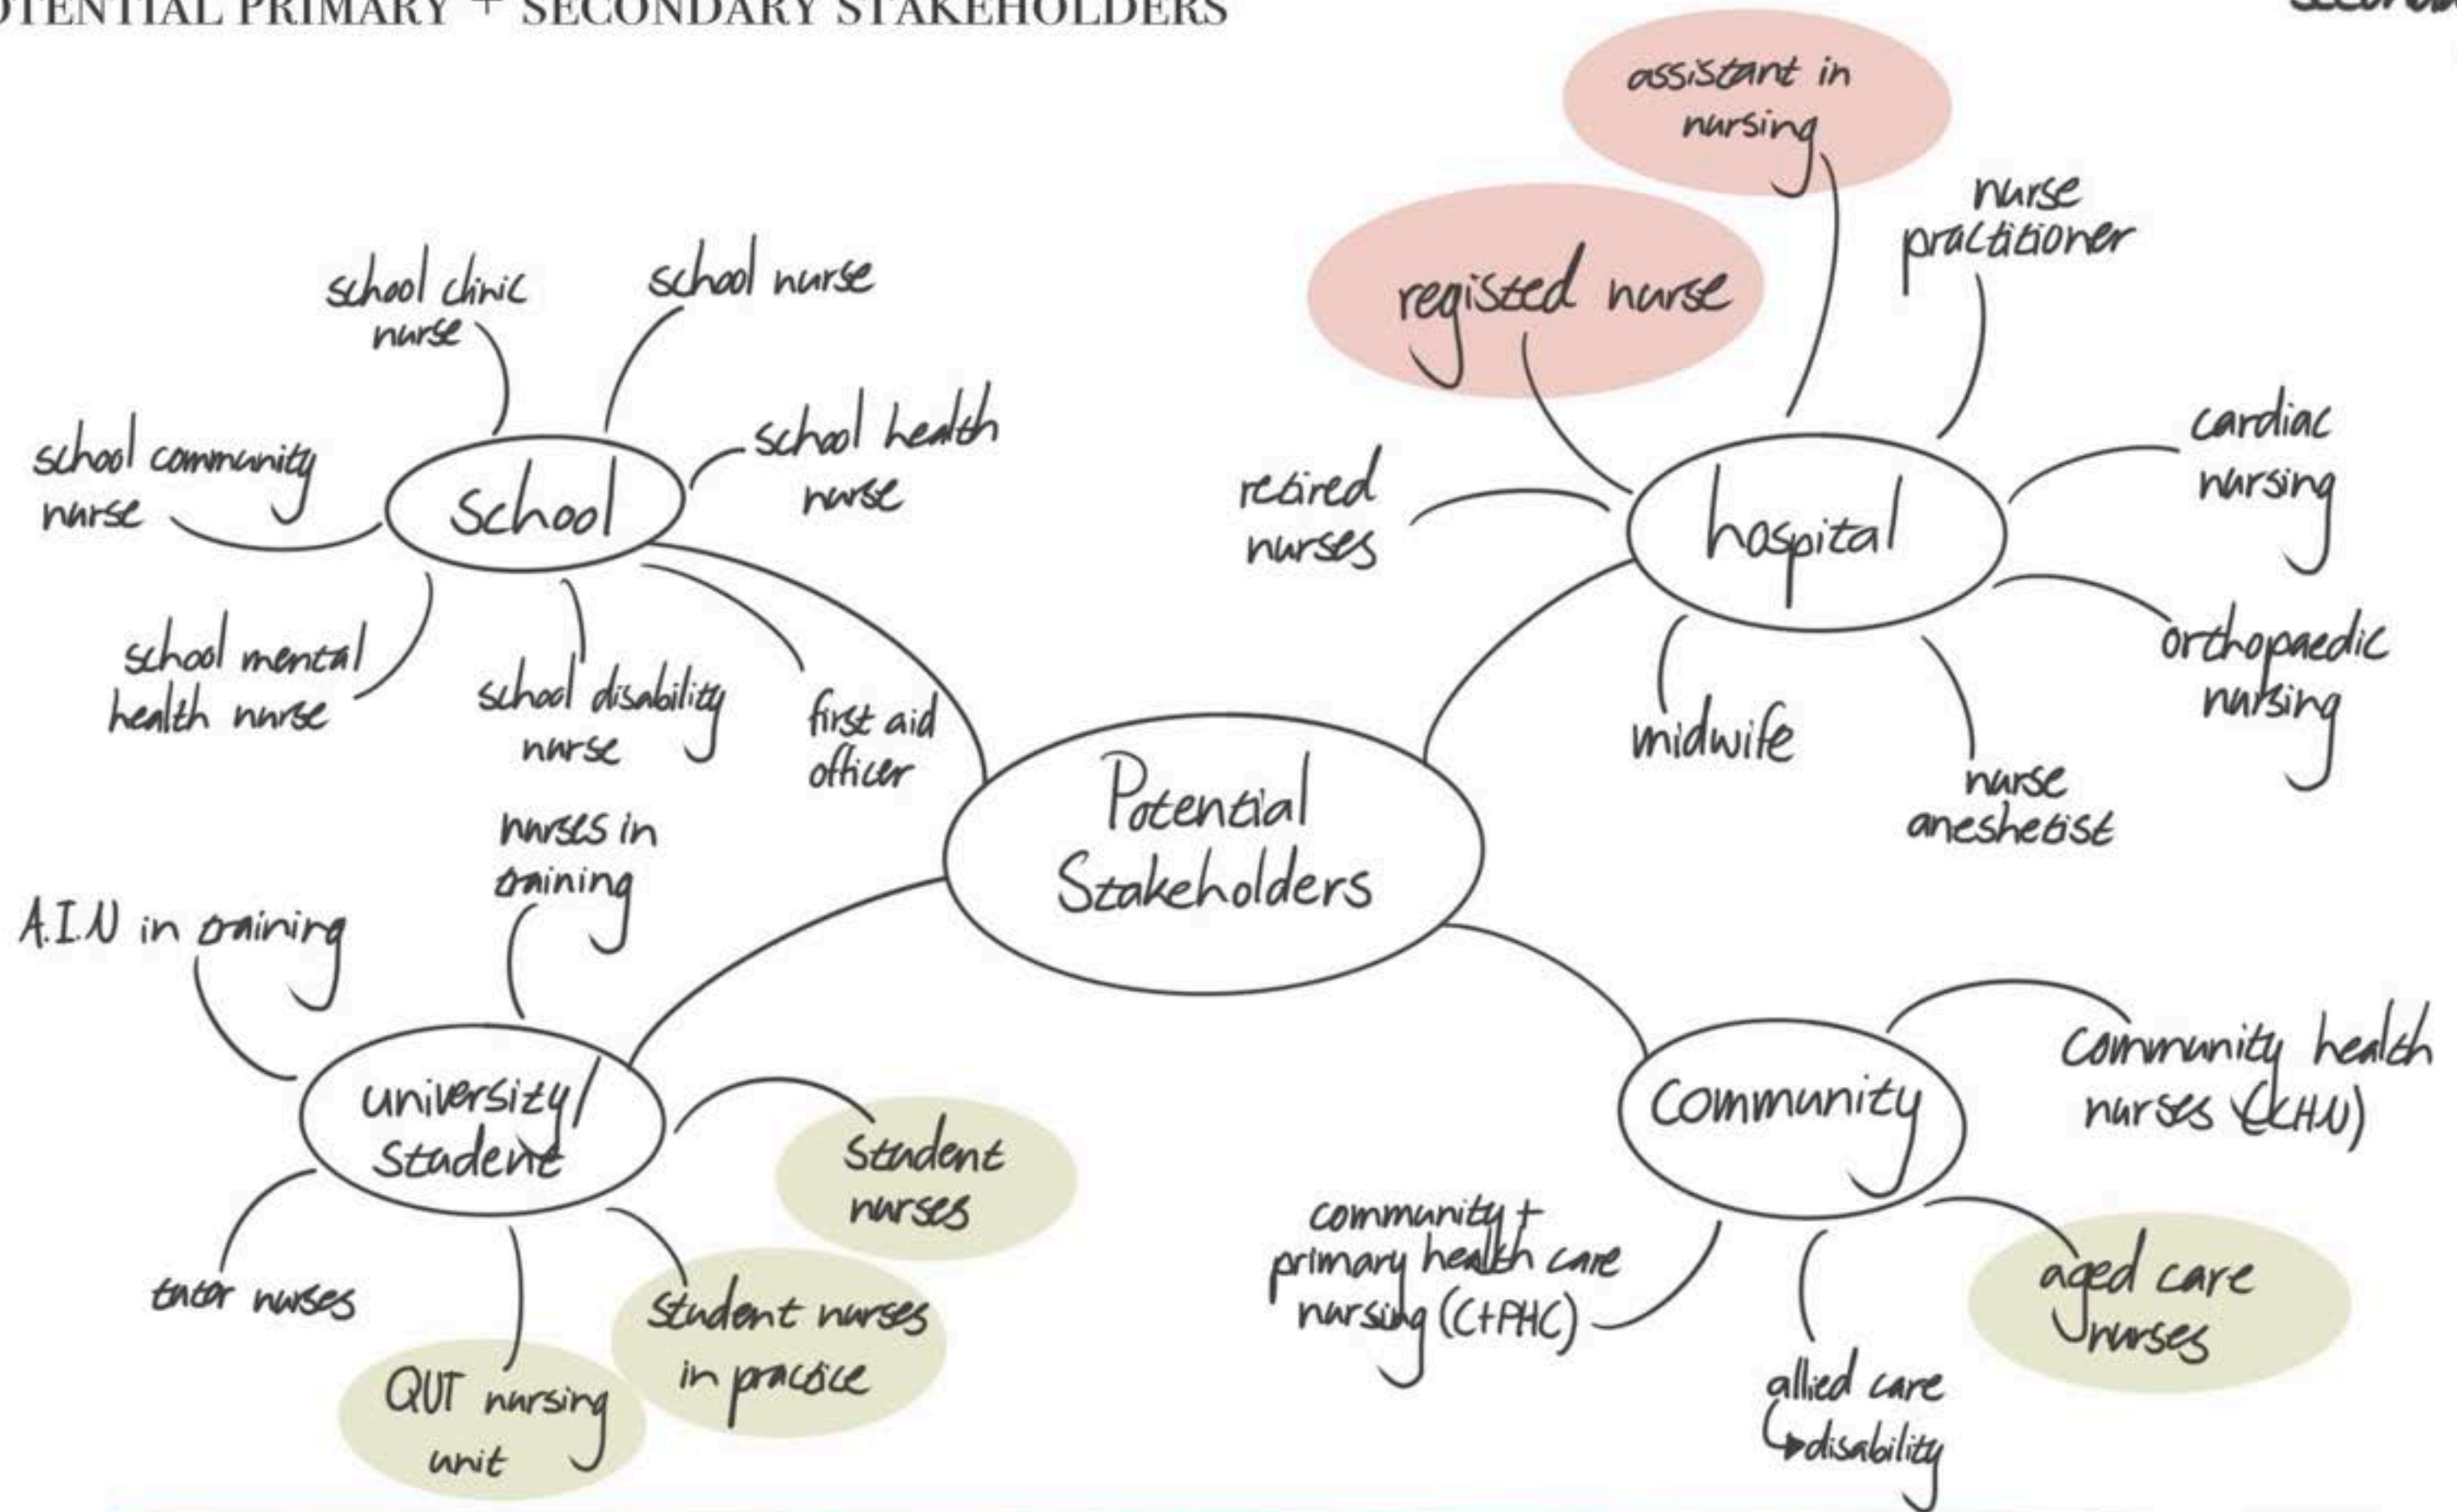 OTENTIAL PRIMARY + SECONDARY STAKEHOLDERS
assistant in
nursing
nurse
practitioner
registed nurse
cardiac
nursing
retired
nurses
hospital
orthopaedic
nursing
midwife
nurse
aneshetist
school clinic
nurse
school nurse
school community
nurse
school health
nurse
school
school mental
health nurse
school disability
nurse
first aid
officer
Potential
Stakeholders
nurses in
training
A.I.N in training
university/
student
student
nurses
student nurses
in practice
tutor nurses
QUT nursing
unit
community
community health
nurses (CHN)
community +
primary health care
nursing (C+PHC)
aged care
nurses
allied care
↳disability